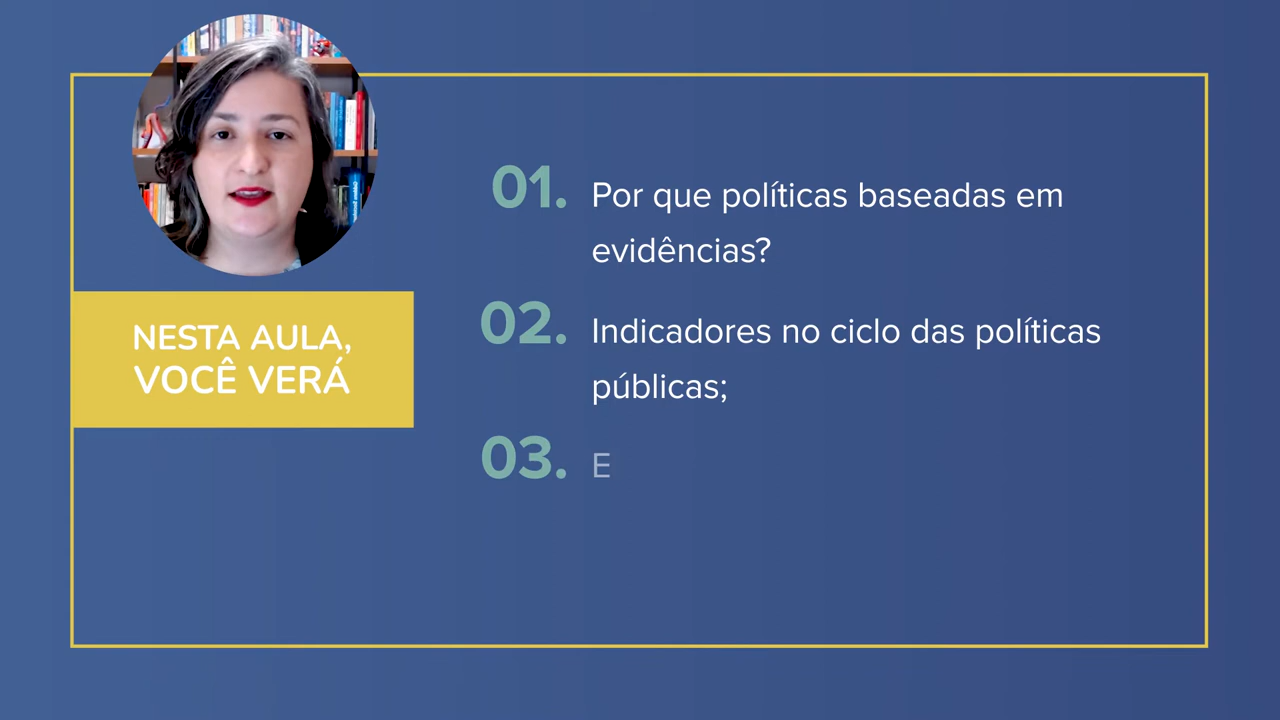 NESTA AULA,
VOCÊ VERÁ
01. Por que políticas baseadas em
evidências?
02. Indicadores no ciclo das políticas
públicas;
03. E